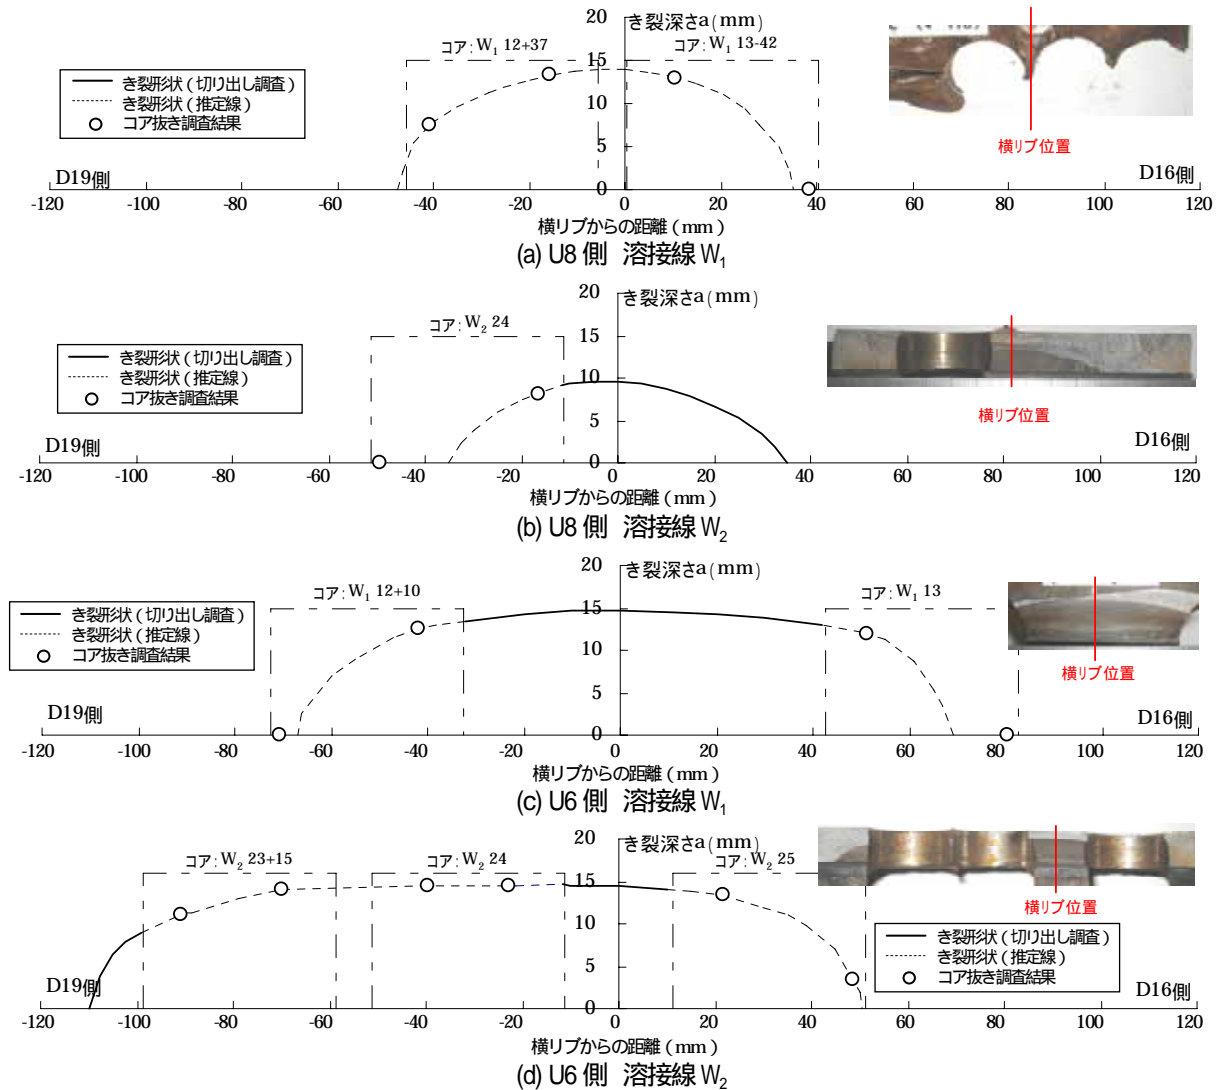 き裂深さa(mm)
コア: W₁ 12+37
コア: W₁ 13-42
き裂形状(切り出し調査)
き裂形状(推定線)
コア抜き調査結果
横リブ位置
20
15
10
5
0
D19側
D16側
-120 -100 -80 -60 -40 -20 0 20 40 60 80 100 120
横リブからの距離(mm)
(a) U8 側 溶接線 W₁
き裂深さa(mm)
コア: W₂ 24
き裂形状(切り出し調査)
き裂形状(推定線)
コア抜き調査結果
横リブ位置
20
15
10
5
0
D19側
D16側
-120 -100 -80 -60 -40 -20 0 20 40 60 80 100 120
横リブからの距離(mm)
(b) U8 側 溶接線 W₂
き裂深さa(mm)
コア: W₁ 12+10
コア: W₁ 13
き裂形状(切り出し調査)
き裂形状(推定線)
コア抜き調査結果
横リブ位置
20
15
10
5
0
D19側
D16側
-120 -100 -80 -60 -40 -20 0 20 40 60 80 100 120
横リブからの距離(mm)
(c) U6 側 溶接線 W₁
き裂深さa(mm)
コア: W₂ 23+15
コア: W₂ 24
コア: W₂ 25
横リブ位置
き裂形状(切り出し調査)
き裂形状(推定線)
コア抜き調査結果
20
15
10
5
0
D19側
D16側
-120 -100 -80 -60 -40 -20 0 20 40 60 80 100 120
横リブからの距離(mm)
(d) U6 側 溶接線 W₂